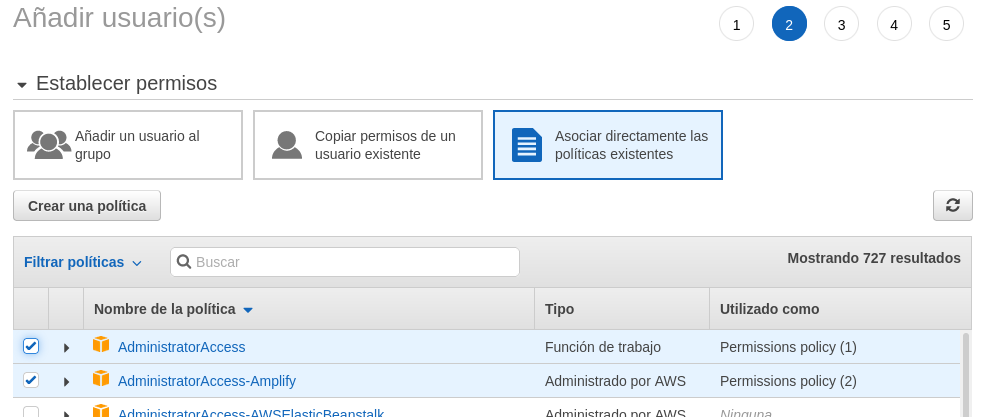 Añadir usuario(s)
1 2 3 4 5
Establecer permisos
Añadir un usuario al
grupo
Copiar permisos de un
usuario existente
Asociar directamente las
políticas existentes
Crear una política
Filtrar políticas Buscar Mostrando 727 resultados
Nombre de la política Tipo Utilizado como
AdministratorAccess Función de trabajo Permissions policy (1)
AdministratorAccess-Amplify Administrado por AWS Permissions policy (2)
AdministratorAccess-AWSElasticBeanstalk Administrado por AWS Ninguna